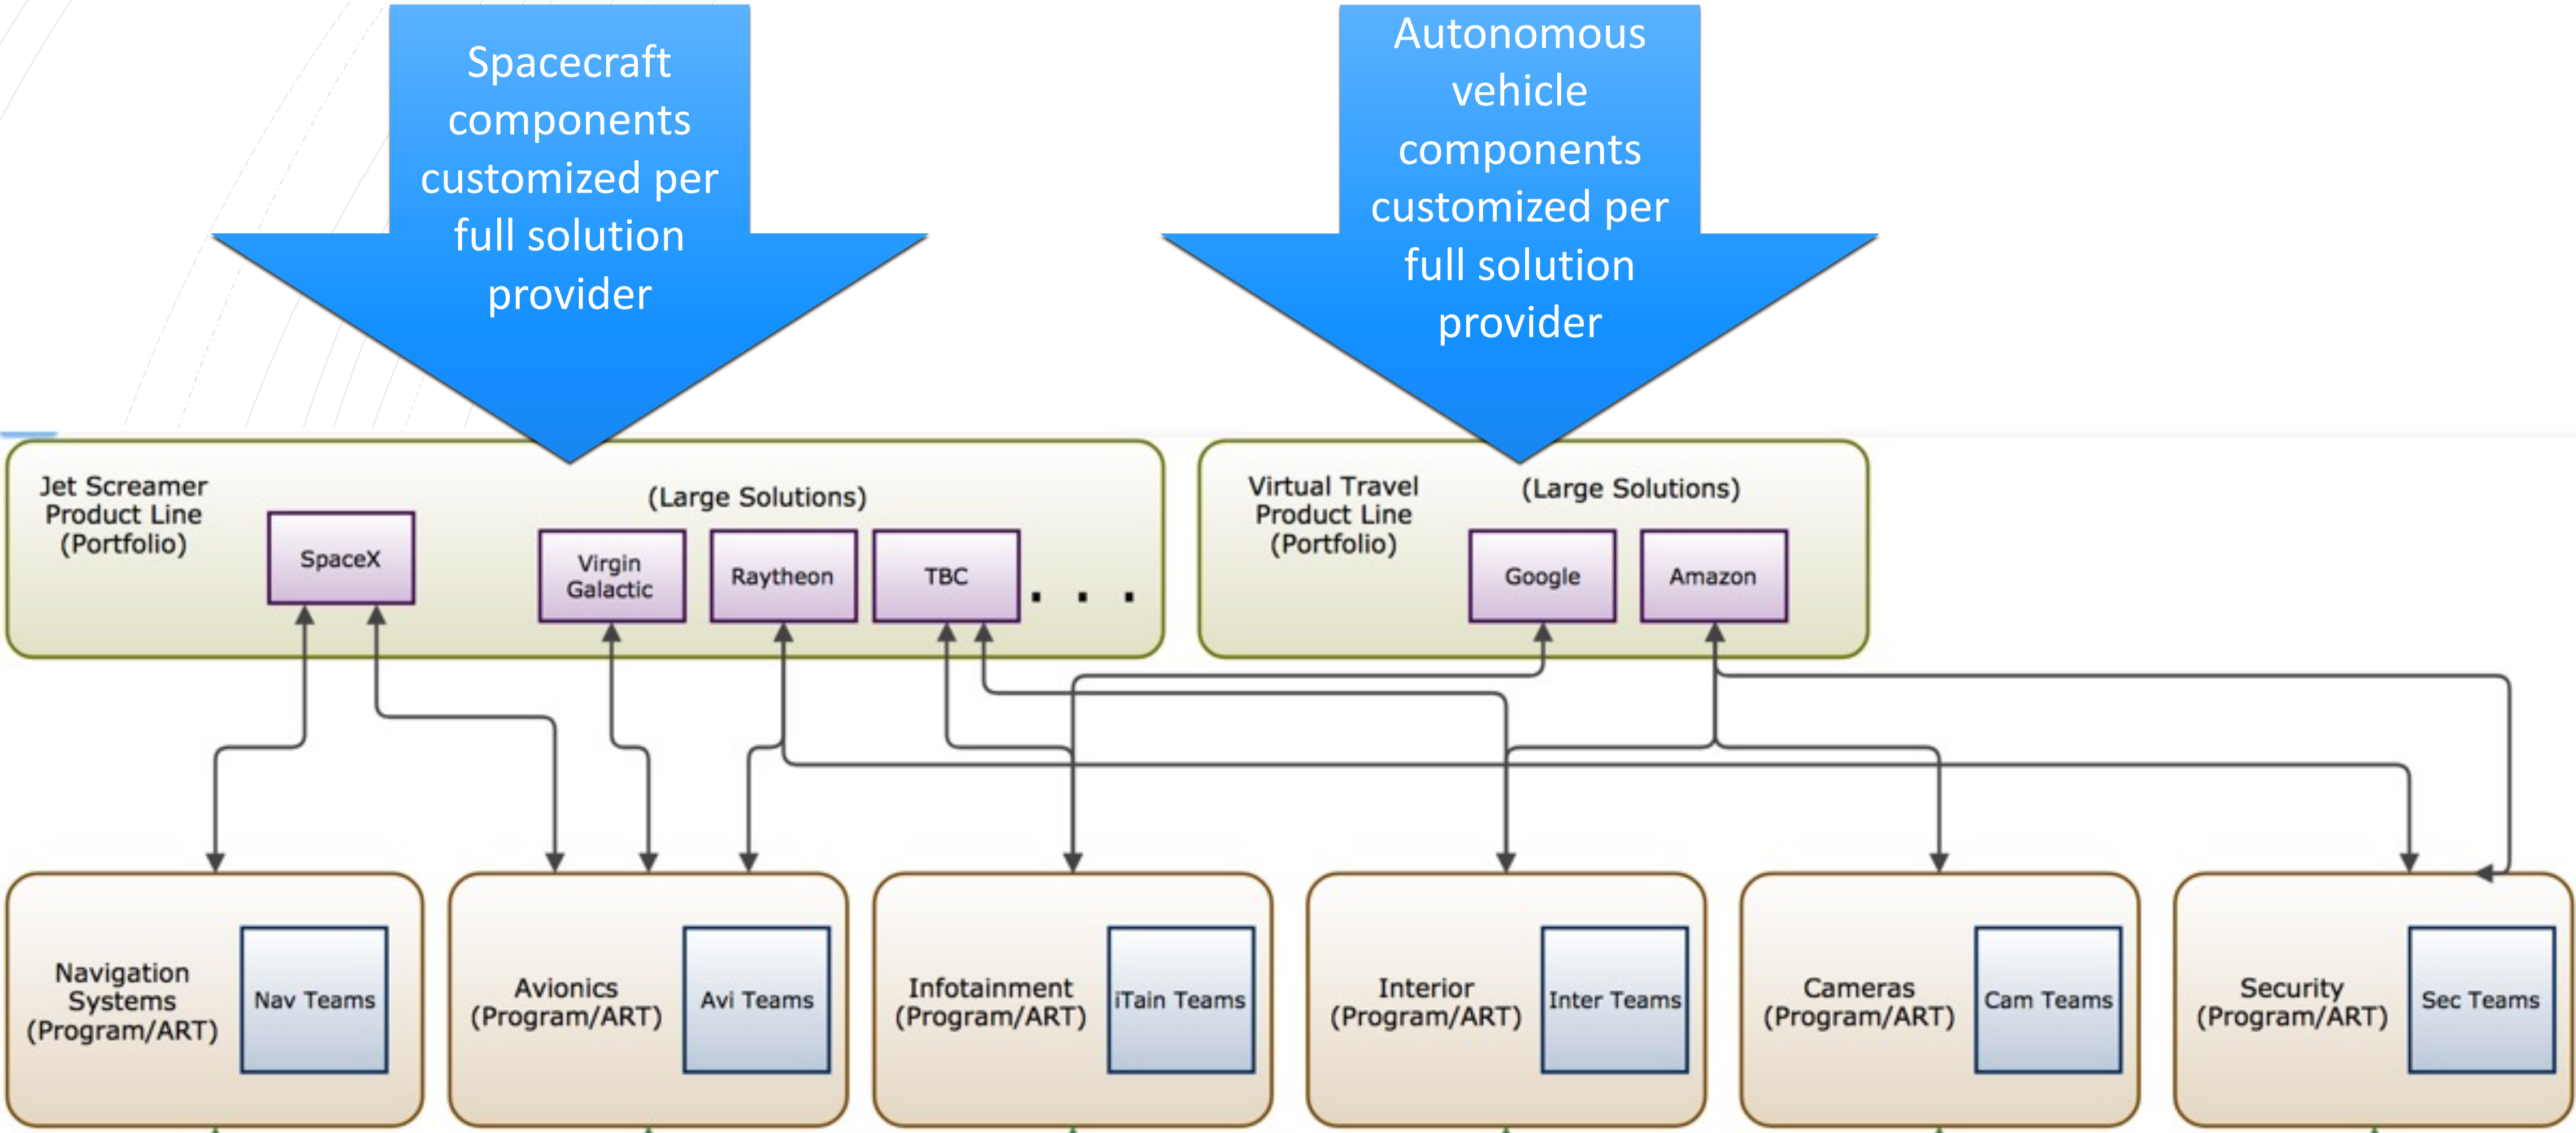 Spacecraft
components
customized per
full solution
provider
Autonomous
vehicle
components
customized per
full solution
provider
Jet Screamer
Product Line
(Portfolio)
(Large Solutions)
SpaceX
Virgin
Galactic
Raytheon
TBC
. . .
Virtual Travel
Product Line
(Portfolio)
(Large Solutions)
Google
Amazon
Navigation
Systems
(Program/ART)
Nav Teams
Avionics
(Program/ART)
Avi Teams
Infotainment
(Program/ART)
iTain Teams
Interior
(Program/ART)
Inter Teams
Cameras
(Program/ART)
Cam Teams
Security
(Program/ART)
Sec Teams